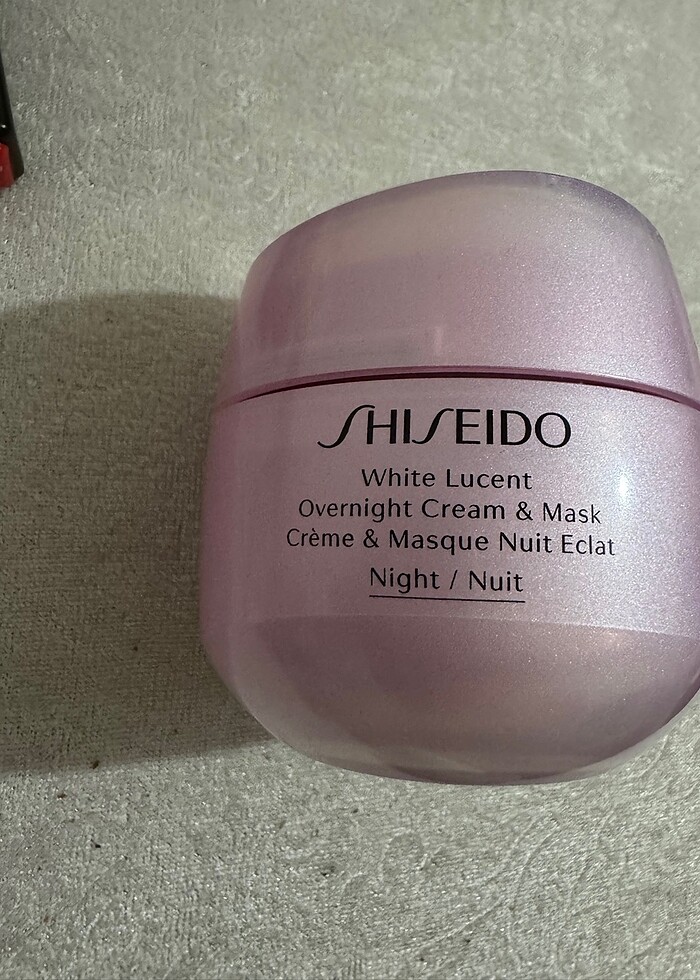 SHISEIDO
White Lucent
Overnight Cream & Mask
Crème & Masque Nuit Eclat
Night / Nuit